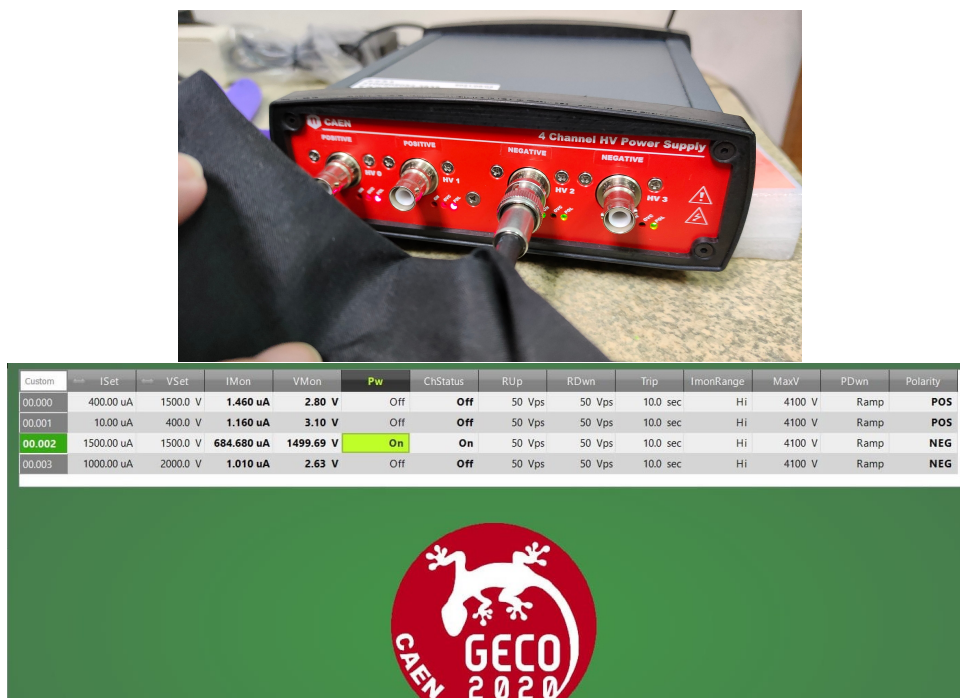 CAEN
4 Channel HV Power Supply
POSITIVE
POSITIVE
NEGATIVE
NEGATIVE
HV 0
HV 1
HV 2
HV 3
Custom ISet VSet IMon VMon Pw ChStatus RUp RDwn Trip ImonRange MaxV PDwn Polarity
00.000 400.00 uA 1500.0 V 1.460 uA 2.80 V Off Off 50 Vps 50 Vps 10.0 sec Hi 4100 V Ramp POS
00.001 10.00 uA 400.0 V 1.160 uA 3.10 V Off Off 50 Vps 50 Vps 10.0 sec Hi 4100 V Ramp POS
00.002 1500.00 uA 1500.0 V 684.680 uA 1499.69 V On On 50 Vps 50 Vps 10.0 sec Hi 4100 V Ramp NEG
00.003 1000.00 uA 2000.0 V 1.010 uA 2.63 V Off Off 50 Vps 50 Vps 10.0 sec Hi 4100 V Ramp NEG
CAEN
GECO
2020